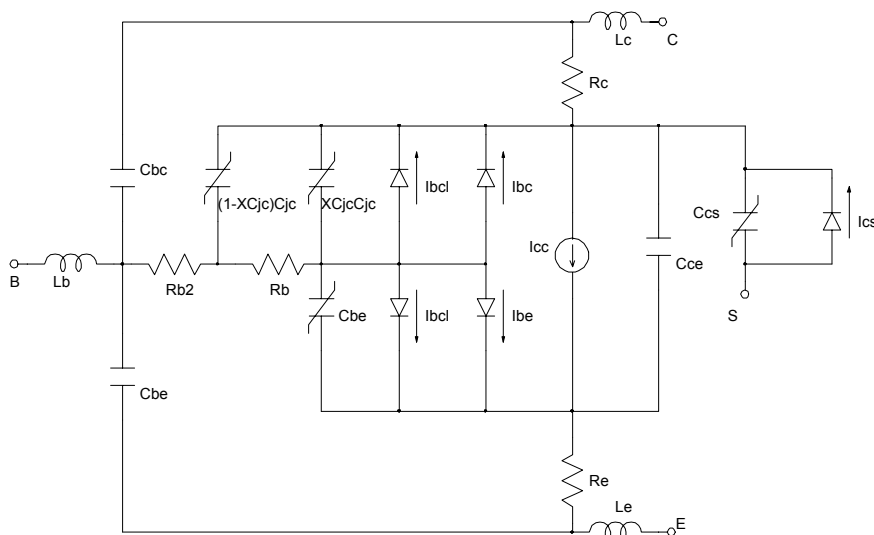 Lc
C
Rc
Cbc
(1-XCjc)Cjc
XCjcCjc
Ibcl
Ibc
Ccs
Ics
Icc
Cce
B
Lb
Rb2
Rb
Cbe
Ibcl
Ibe
S
Cbe
Re
Le
E